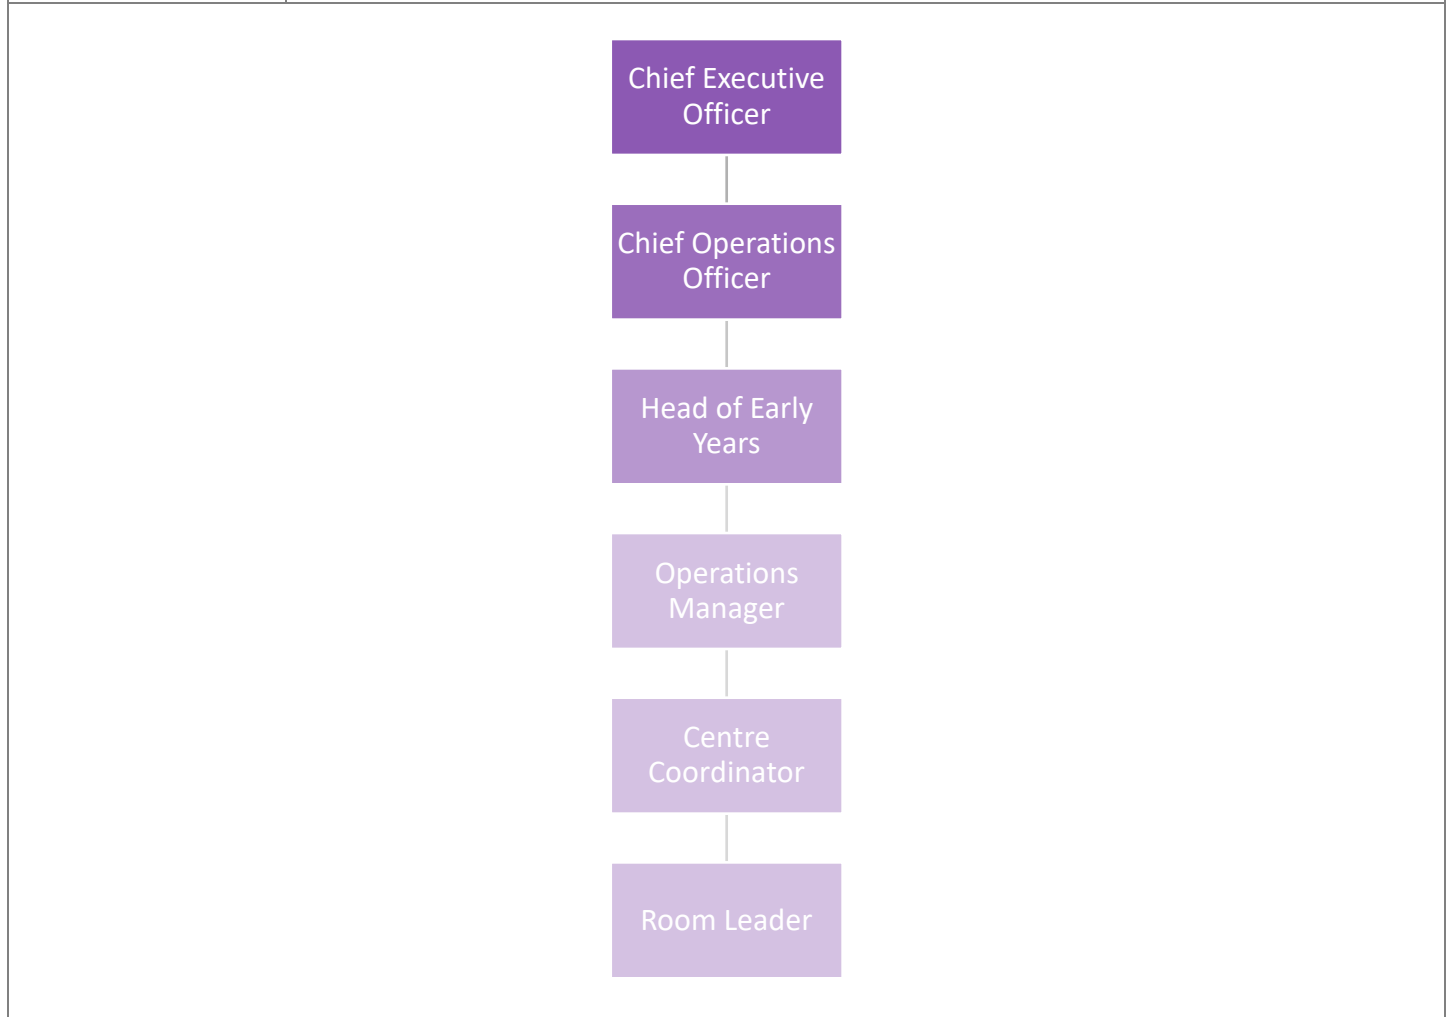 Chief Executive
Officer
Chief Operations
Officer
Head of Early
Years
Operations
Manager
Centre
Coordinator
Room Leader